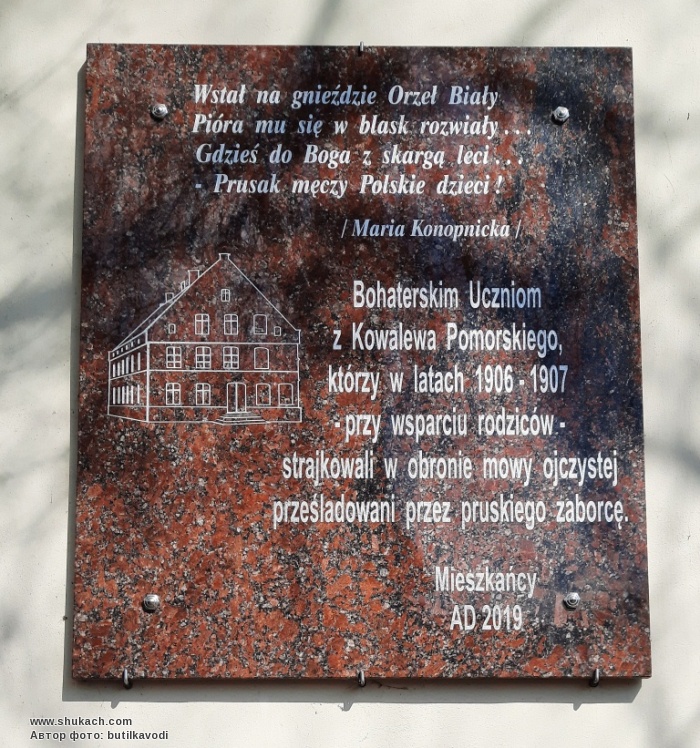 Wstał na gnieździe Orzeł Biały
Pióra mu się w blask rozwiały...
Gdzieś do Boga z skargą leci...
- Prusak męczy Polskie dzieci!
/Maria Konopnicka/
Bohaterskim Uczniom
z Kowalewa Pomorskiego,
którzy w latach 1906 - 1907
- przy wsparciu rodziców -
strajkowali w obronie mowy ojczystej
prześladowani przez pruskiego zaborcę.
Mieszkańcy
AD 2019
www.shukach.com
Автор фото: butilkavodi